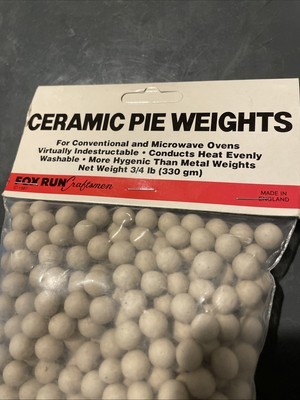 CERAMIC PIE WEIGHTS
For Conventional and Microwave Ovens
Virtually Indestructable • Conducts Heat Evenly
Washable • More Hygenic Than Metal Weights
Net Weight 3/4 lb (330 gm)
FOX RUN Craftsmen
MADE IN
ENGLAND